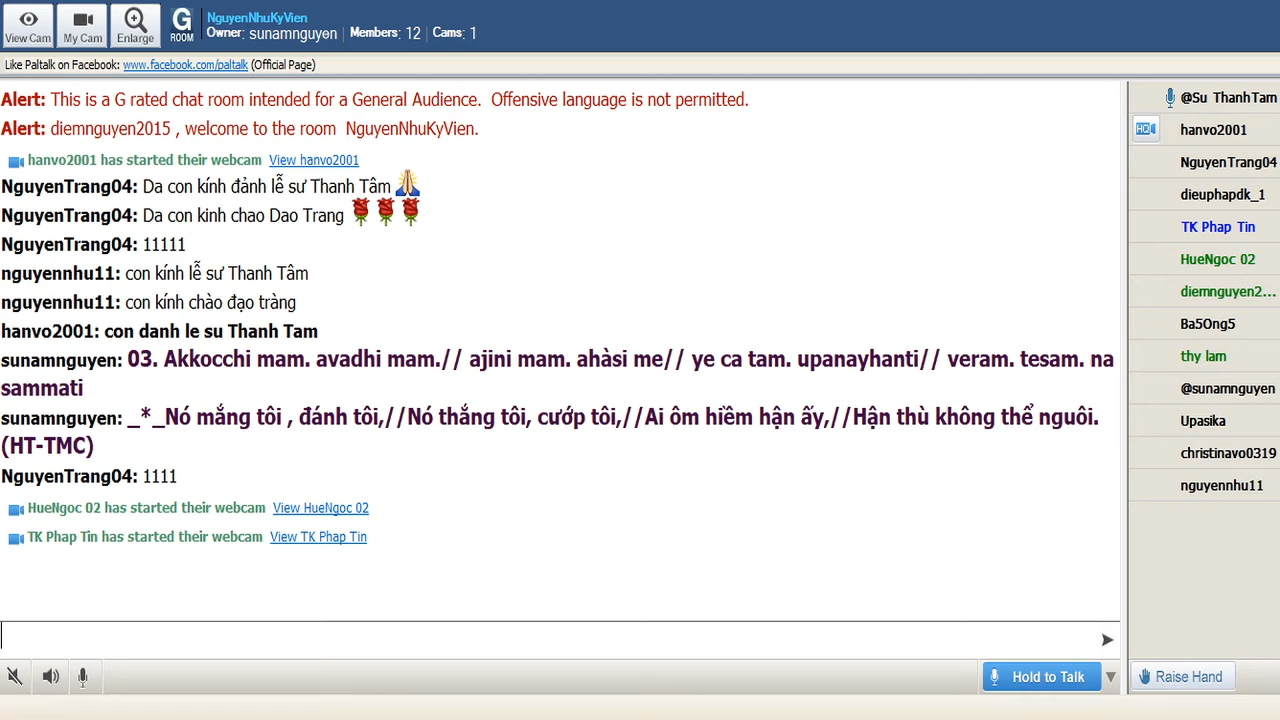 View Cam
My Cam
Enlarge
G
ROOM
NguyenNhuKyVien
Owner: sunamnguyen | Members: 12 | Cams: 1
Like Paltalk on Facebook: www.facebook.com/paltalk (Official Page)
Alert: This is a G rated chat room intended for a General Audience. Offensive language is not permitted.
Alert: diemnguyen2015 , welcome to the room NguyenNhuKyVien.
hanvo2001 has started their webcam View hanvo2001
NguyenTrang04: Da con kính đảnh lễ sư Thanh Tâm
NguyenTrang04: Da con kinh chao Dao Trang
NguyenTrang04: 11111
nguyennhu11: con kính lễ sư Thanh Tâm
nguyennhu11: con kính chào đạo tràng
hanvo2001: con danh le su Thanh Tam
sunamnguyen: 03. Akkocchi mam. avadhi mam.// ajini mam. ahàsi me// ye ca tam. upanayhanti// veram. tesam. na
sammati
sunamnguyen: _*_Nó mắng tôi , đánh tôi,//Nó thắng tôi, cướp tôi,//Ai ôm hiềm hận ấy,//Hận thù không thể nguôi.
(HT-TMC)
NguyenTrang04: 1111
HueNgoc 02 has started their webcam View HueNgoc 02
TK Phap Tin has started their webcam View TK Phap Tin
@Su ThanhTam
HQ
hanvo2001
NguyenTrang04
dieuphapdk_1
TK Phap Tin
HueNgoc 02
diemnguyen2...
Ba5Ong5
thy lam
@sunamnguyen
Upasika
christinavo0319
nguyennhu11
Hold to Talk
Raise Hand